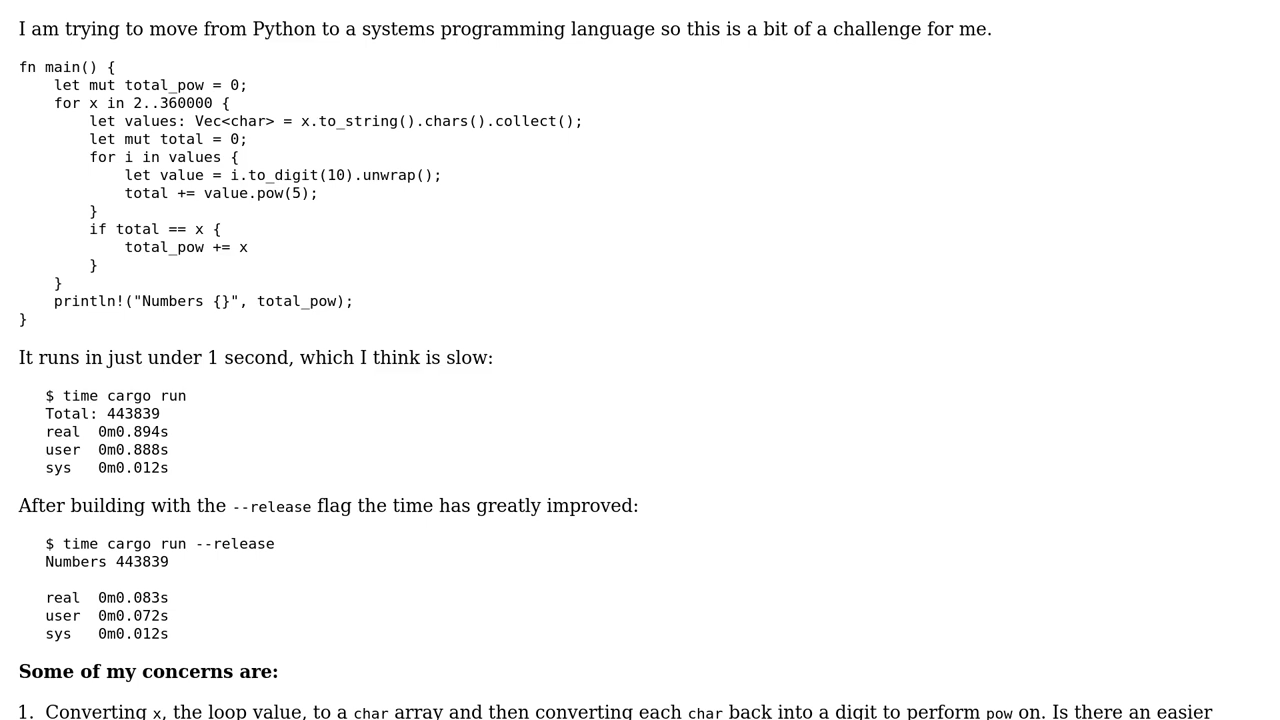 I am trying to move from Python to a systems programming language so this is a bit of a challenge for me.
fn main() {
    let mut total_pow = 0;
    for x in 2..360000 {
        let values: Vec<char> = x.to_string().chars().collect();
        let mut total = 0;
        for i in values {
            let value = i.to_digit(10).unwrap();
            total += value.pow(5);
        }
        if total == x {
            total_pow += x
        }
    }
    println!("Numbers {}", total_pow);
}
It runs in just under 1 second, which I think is slow:
$ time cargo run
Total: 443839
real  0m0.894s
user  0m0.888s
sys   0m0.012s
After building with the --release flag the time has greatly improved:
$ time cargo run --release
Numbers 443839
real  0m0.083s
user  0m0.072s
sys   0m0.012s
Some of my concerns are:
1. Converting x, the loop value, to a char array and then converting each char back into a digit to perform pow on. Is there an easier